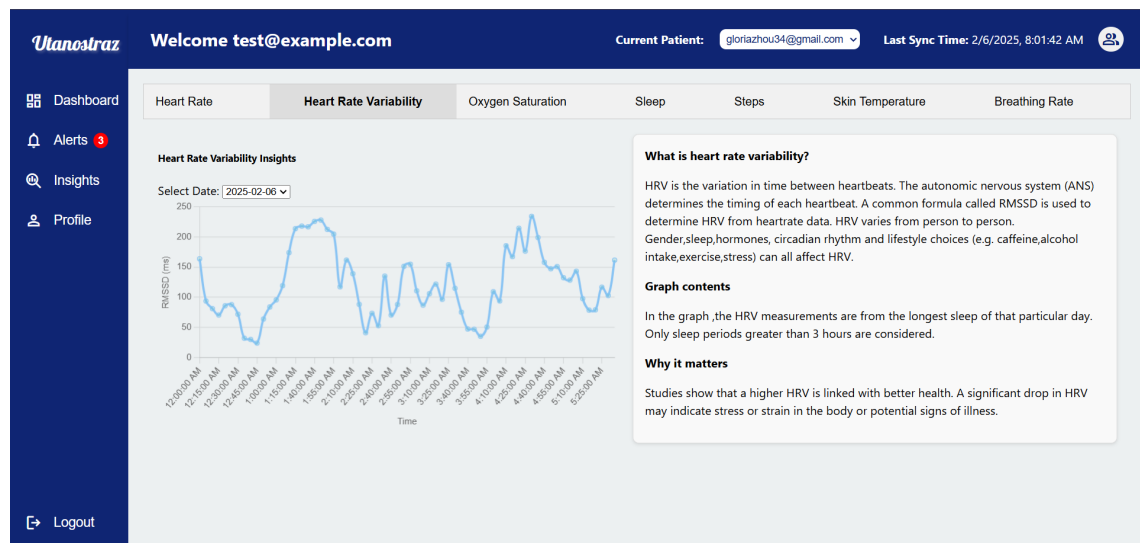 Utanostraz
Welcome test@example.com
Current Patient:
gloriazhou34@gmail.com
Last Sync Time: 2/6/2025, 8:01:42 AM
Dashboard
Alerts 3
Insights
Profile
Logout
Heart Rate
Heart Rate Variability
Oxygen Saturation
Sleep
Steps
Skin Temperature
Breathing Rate
Heart Rate Variability Insights
Select Date: 2025-02-06
250
200
150
100
50
0
RMSSD (ms)
12:00:00 AM
12:15:00 AM
12:30:00 AM
12:45:00 AM
1:00:00 AM
1:15:00 AM
1:40:00 AM
1:55:00 AM
2:10:00 AM
2:25:00 AM
2:40:00 AM
2:55:00 AM
3:10:00 AM
3:25:00 AM
3:40:00 AM
3:55:00 AM
4:10:00 AM
4:25:00 AM
4:40:00 AM
4:55:00 AM
5:10:00 AM
5:25:00 AM
Time
What is heart rate variability?
HRV is the variation in time between heartbeats. The autonomic nervous system (ANS)
determines the timing of each heartbeat. A common formula called RMSSD is used to
determine HRV from heartrate data. HRV varies from person to person.
Gender,sleep,hormones, circadian rhythm and lifestyle choices (e.g. caffeine,alcohol
intake,exercise,stress) can all affect HRV.
Graph contents
In the graph ,the HRV measurements are from the longest sleep of that particular day.
Only sleep periods greater than 3 hours are considered.
Why it matters
Studies show that a higher HRV is linked with better health. A significant drop in HRV
may indicate stress or strain in the body or potential signs of illness.